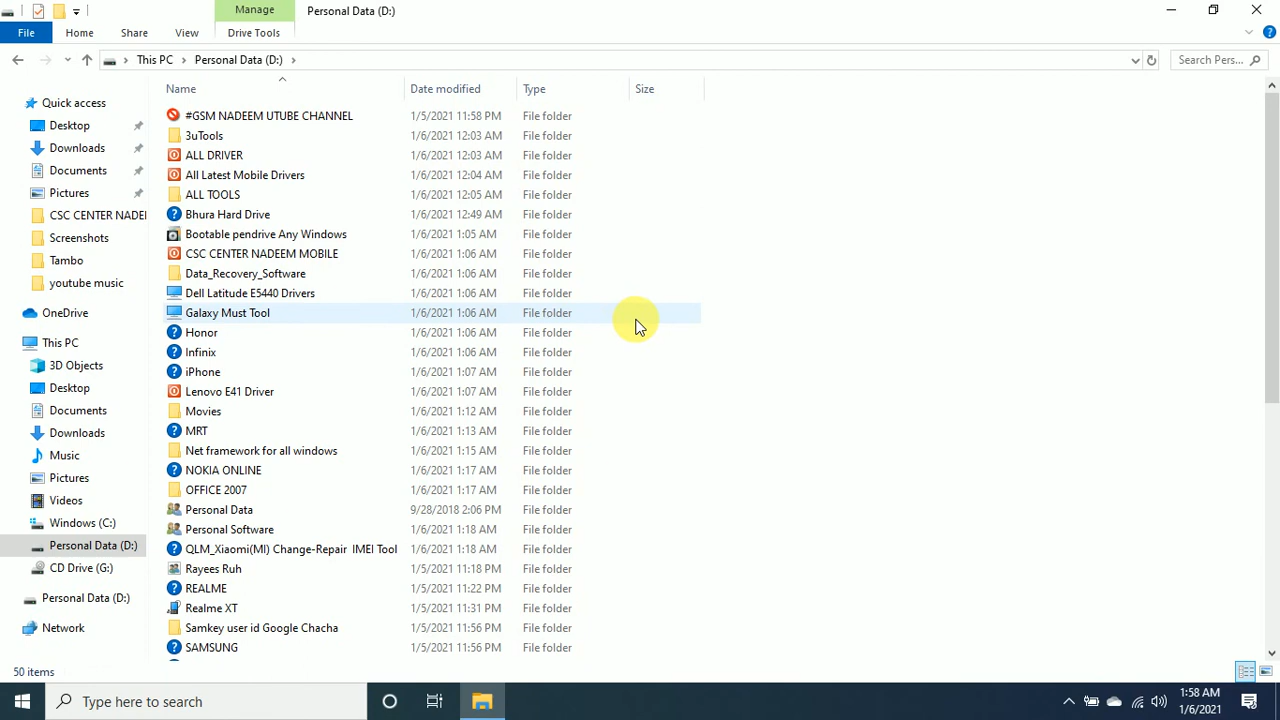 Manage
Personal Data (D:)
File
Home
Share
View
Drive Tools
This PC
Personal Data (D:)
Search Pers...
Name
Date modified
Type
Size
Quick access
Desktop
Downloads
Documents
Pictures
CSC CENTER NADE
Screenshots
Tambo
youtube music
OneDrive
This PC
3D Objects
Desktop
Documents
Downloads
Music
Pictures
Videos
Windows (C:)
Personal Data (D:)
CD Drive (G:)
Personal Data (D:)
Network
#GSM NADEEM UTUBE CHANNEL 1/5/2021 11:58 PM File folder
3uTools 1/6/2021 12:03 AM File folder
ALL DRIVER 1/6/2021 12:03 AM File folder
All Latest Mobile Drivers 1/6/2021 12:04 AM File folder
ALL TOOLS 1/6/2021 12:05 AM File folder
Bhura Hard Drive 1/6/2021 12:49 AM File folder
Bootable pendrive Any Windows 1/6/2021 1:05 AM File folder
CSC CENTER NADEEM MOBILE 1/6/2021 1:06 AM File folder
Data_Recovery_Software 1/6/2021 1:06 AM File folder
Dell Latitude E5440 Drivers 1/6/2021 1:06 AM File folder
Galaxy Must Tool 1/6/2021 1:06 AM File folder
Honor 1/6/2021 1:06 AM File folder
Infinix 1/6/2021 1:06 AM File folder
iPhone 1/6/2021 1:07 AM File folder
Lenovo E41 Driver 1/6/2021 1:07 AM File folder
Movies 1/6/2021 1:12 AM File folder
MRT 1/6/2021 1:13 AM File folder
Net framework for all windows 1/6/2021 1:15 AM File folder
NOKIA ONLINE 1/6/2021 1:17 AM File folder
OFFICE 2007 1/6/2021 1:17 AM File folder
Personal Data 9/28/2018 2:06 PM File folder
Personal Software 1/6/2021 1:18 AM File folder
QLM_Xiaomi(MI) Change-Repair IMEI Tool 1/6/2021 1:18 AM File folder
Rayees Ruh 1/5/2021 11:18 PM File folder
REALME 1/5/2021 11:22 PM File folder
Realme XT 1/5/2021 11:31 PM File folder
Samkey user id Google Chacha 1/5/2021 11:56 PM File folder
SAMSUNG 1/5/2021 11:56 PM File folder
50 items
Type here to search
1:58 AM
1/6/2021